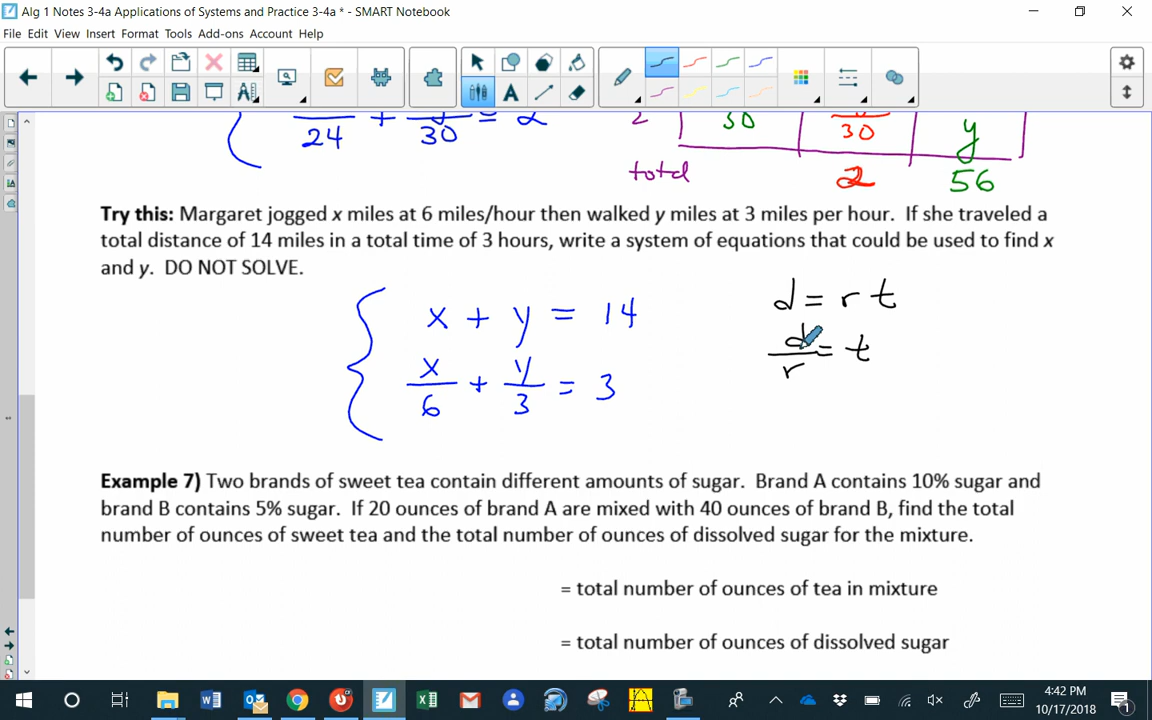 Alg 1 Notes 3-4a Applications of Systems and Practice 3-4a * - SMART Notebook
File Edit View Insert Format Tools Add-ons Account Help
24 + 30 = 2
2 30 30 y
total 2 56
Try this: Margaret jogged x miles at 6 miles/hour then walked y miles at 3 miles per hour. If she traveled a
total distance of 14 miles in a total time of 3 hours, write a system of equations that could be used to find x
and y. DO NOT SOLVE.
x + y = 14
x/6 + y/3 = 3
d = r t
d/r = t
Example 7) Two brands of sweet tea contain different amounts of sugar. Brand A contains 10% sugar and
brand B contains 5% sugar. If 20 ounces of brand A are mixed with 40 ounces of brand B, find the total
number of ounces of sweet tea and the total number of ounces of dissolved sugar for the mixture.
= total number of ounces of tea in mixture
= total number of ounces of dissolved sugar
4:42 PM
10/17/2018
1